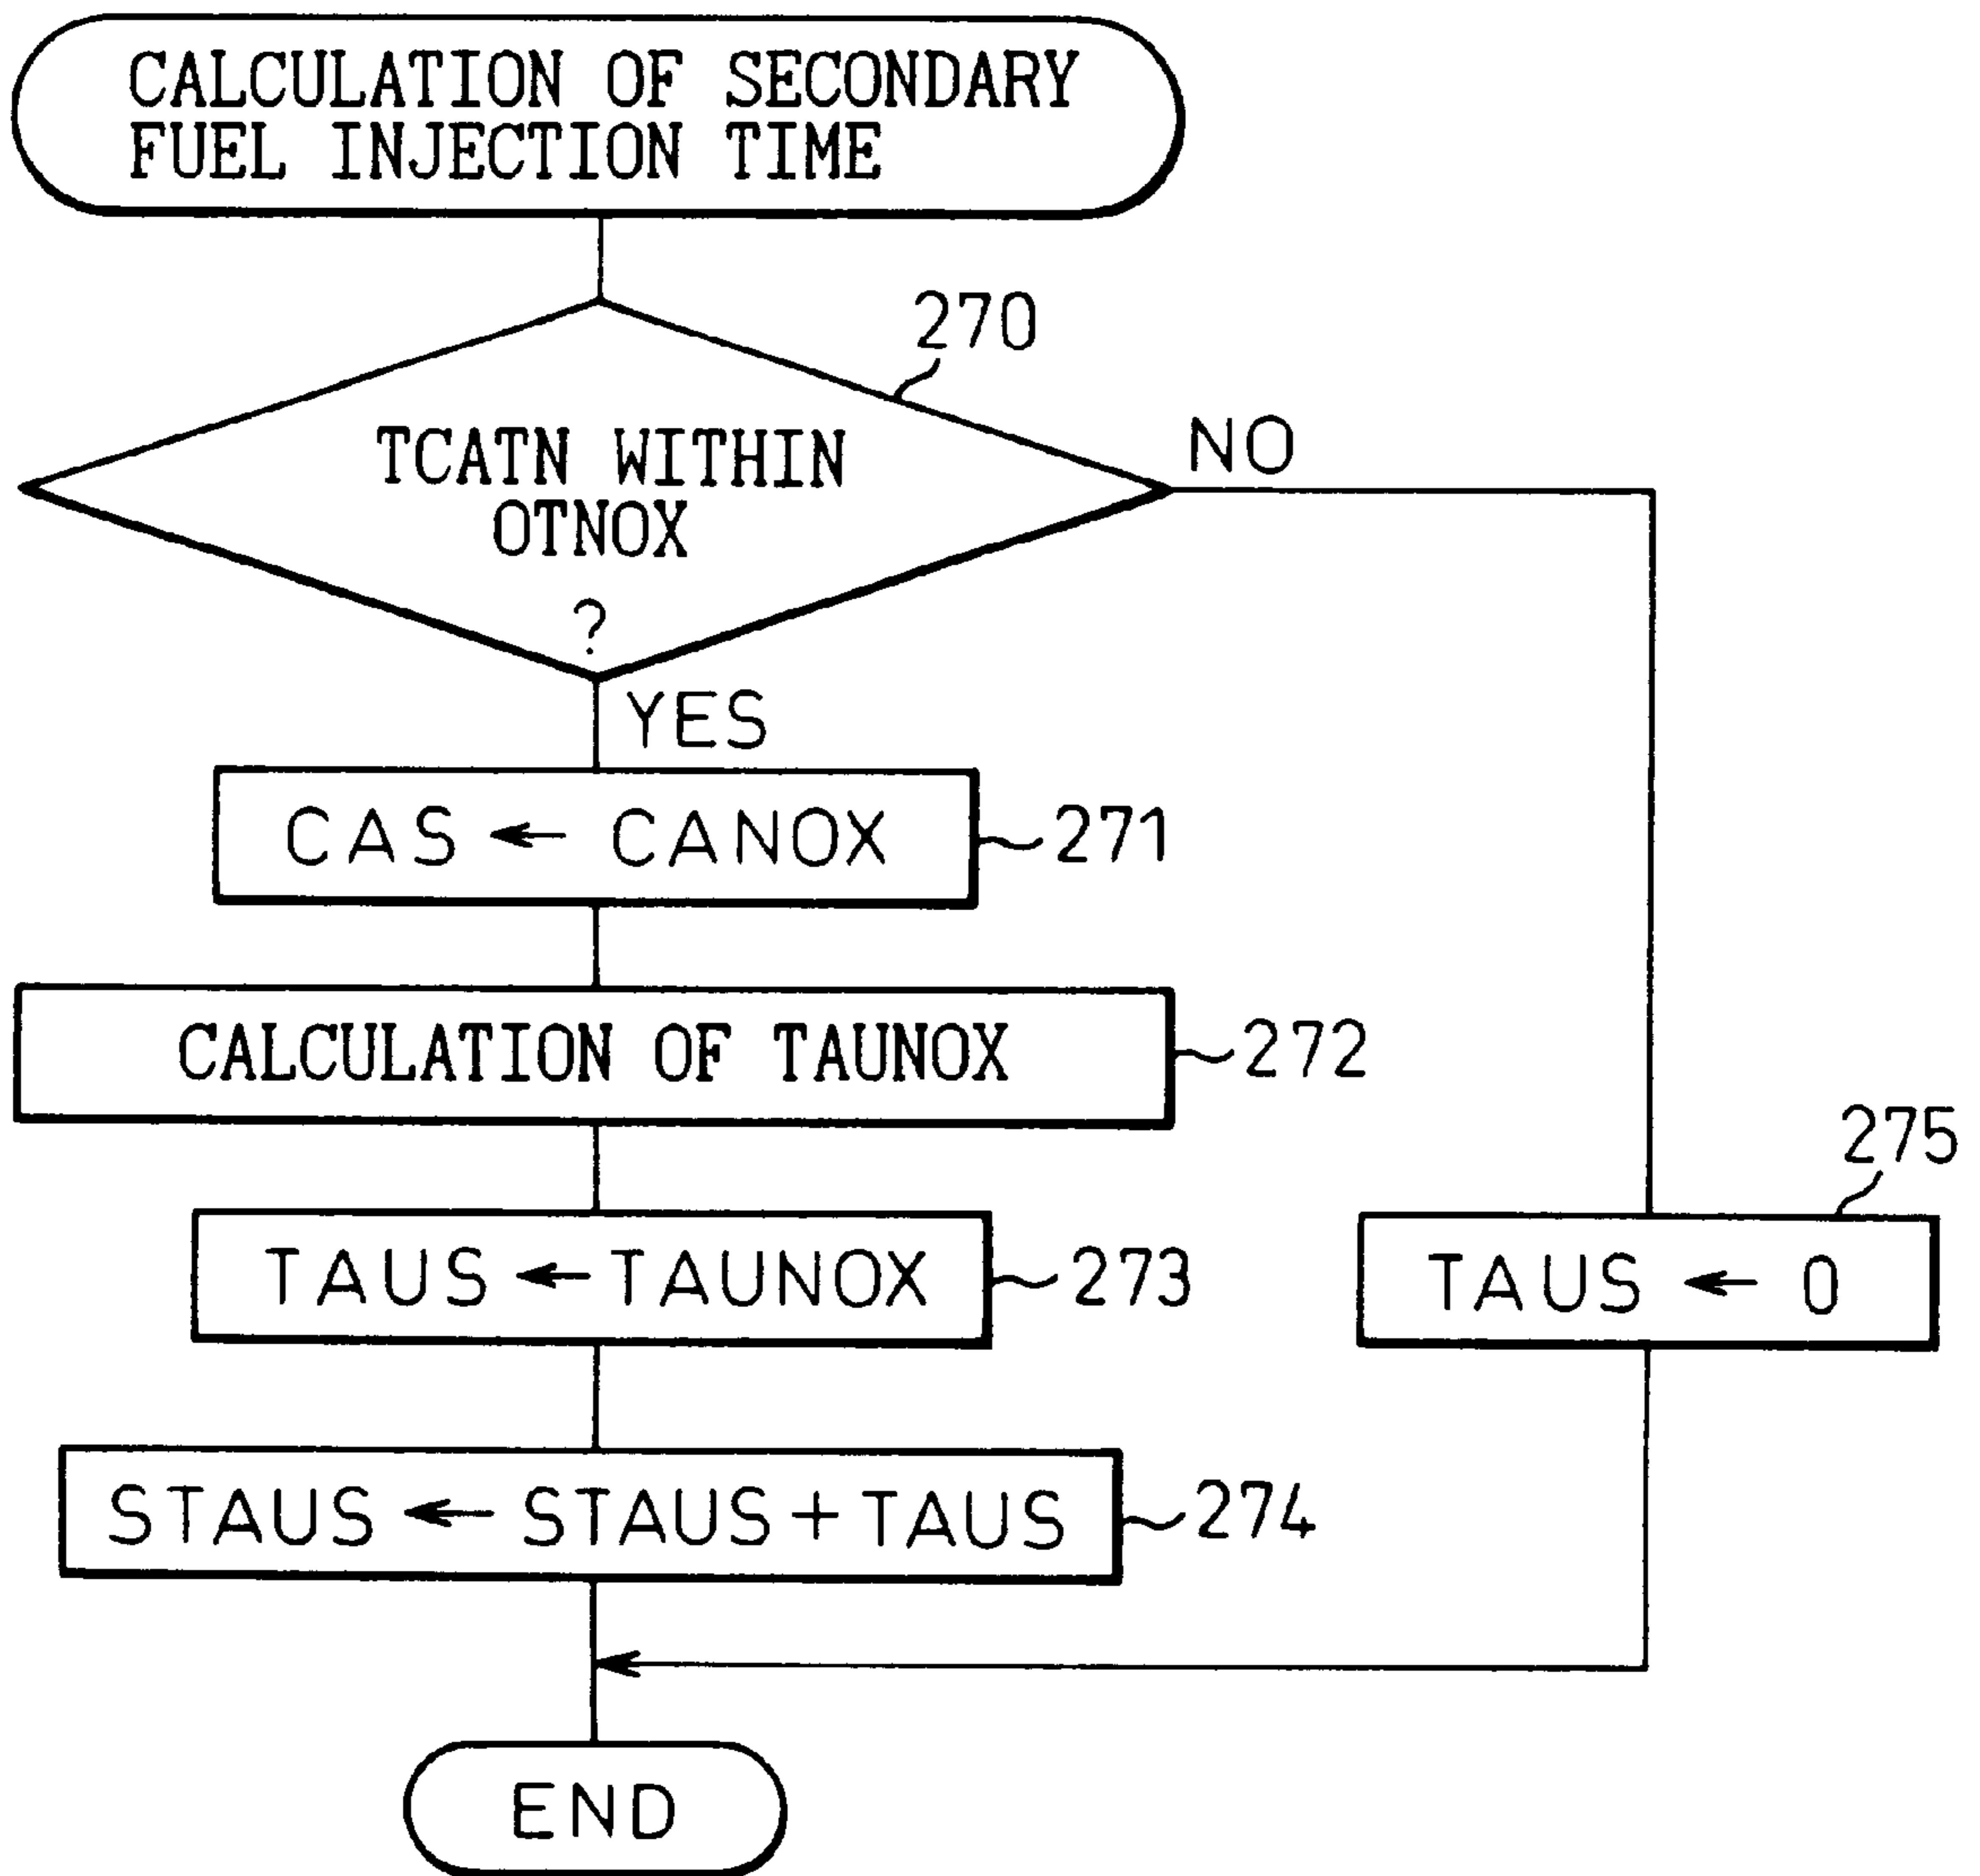 CALCULATION OF SECONDARY
FUEL INJECTION TIME
270
TCATN WITHIN
OTNOX
?
NO
YES
CAS ← CANOX
271
CALCULATION OF TAUNOX
272
275
TAUS ← TAUNOX
273
TAUS ← 0
STAUS ← STAUS + TAUS
274
END